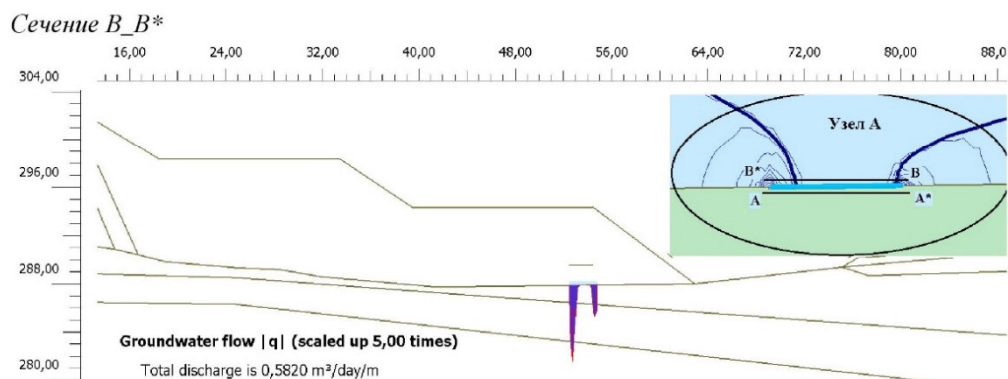 Сечение B_B*
16,00 24,00 32,00 40,00 48,00 56,00 64,00 72,00 80,00 88,0
304,00
296,00
288,00
280,00
Узел А
B* B
A A*
Groundwater flow |q| (scaled up 5,00 times)
Total discharge is 0,5820 m³/day/m